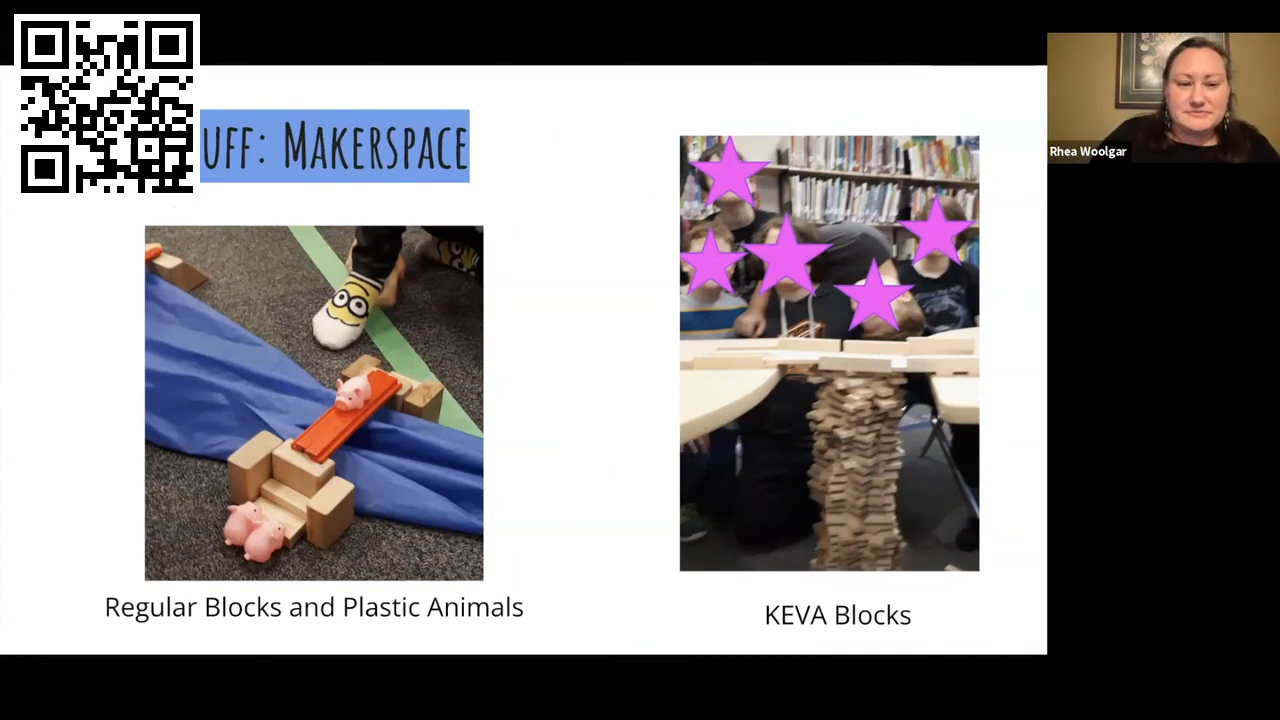 UFF: MAKERSPACE
Rhea Woolgar
Regular Blocks and Plastic Animals
KEVA Blocks